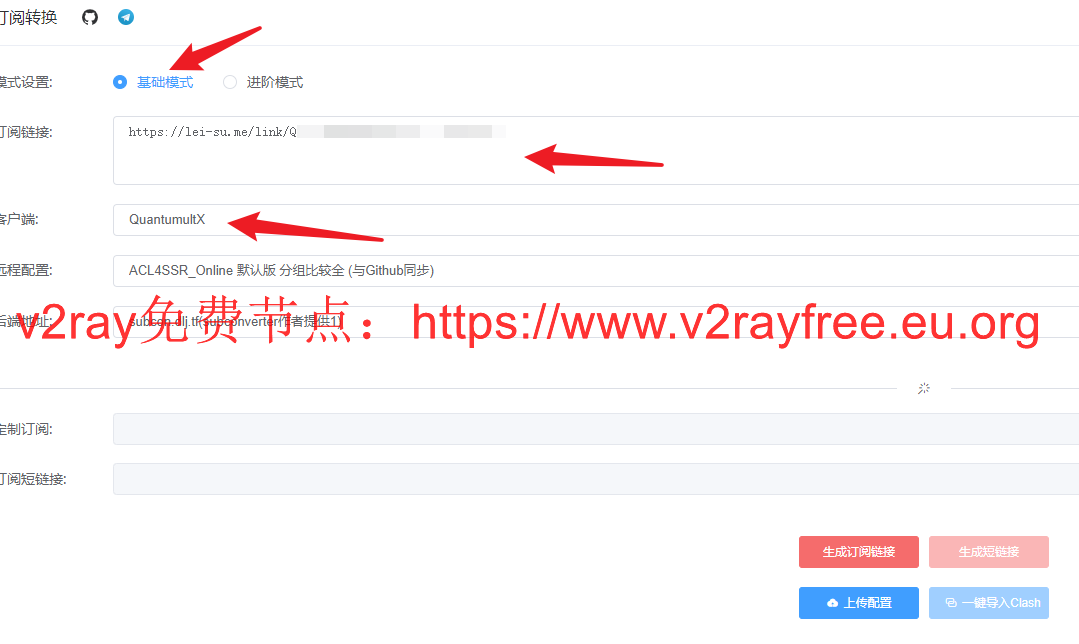 订阅转换
模式设置: 基础模式 进阶模式
订阅链接: https://lei-su.me/link/Q
客户端: QuantumultX
远程配置: ACL4SSR_Online 默认版 分组比较全 (与Github同步)
后端地址: subcon.dlj.tf(subconverter作者提供1)
v2ray免费节点：https://www.v2rayfree.eu.org
定制订阅:
订阅短链接:
生成订阅链接 生成短链接
上传配置 一键导入Clash